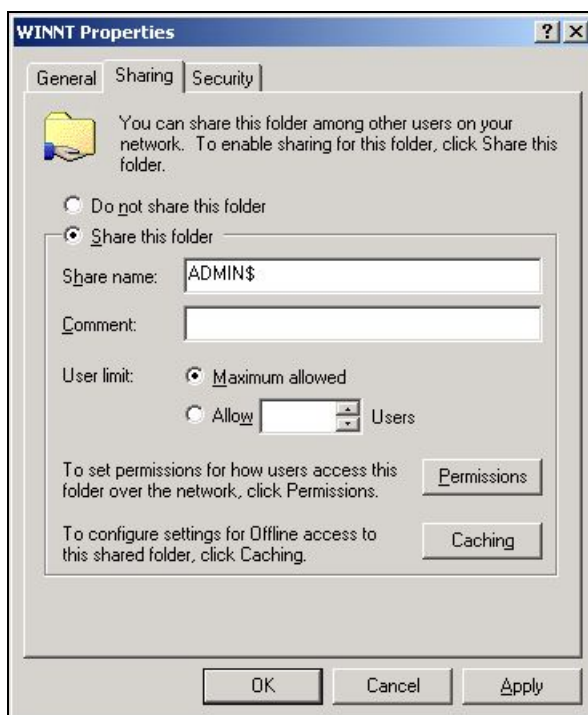 WINNT Properties
General Sharing Security
You can share this folder among other users on your
network. To enable sharing for this folder, click Share this
folder.
Do not share this folder
Share this folder
Share name: ADMIN$
Comment:
User limit: Maximum allowed
Allow Users
To set permissions for how users access this
folder over the network, click Permissions.
Permissions
To configure settings for Offline access to
this shared folder, click Caching.
Caching
OK Cancel Apply